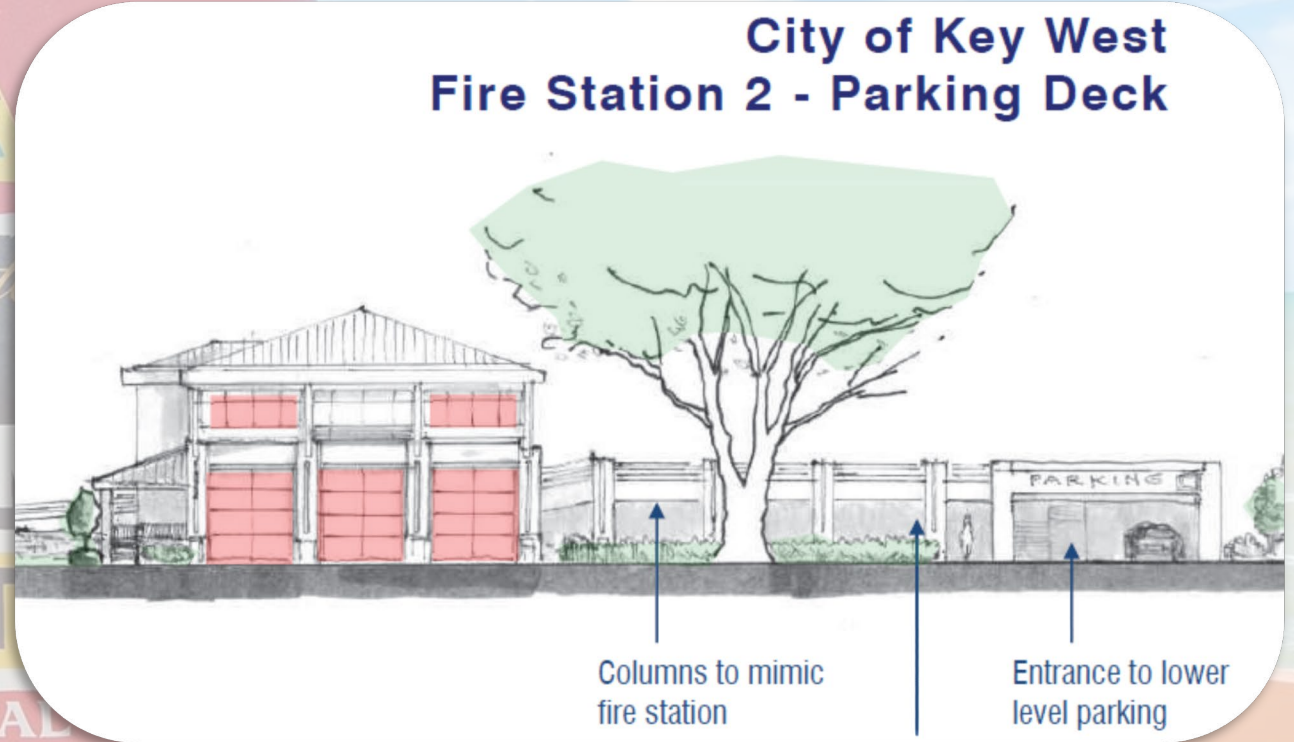 City of Key West
Fire Station 2 - Parking Deck
PARKING
Columns to mimic
fire station
Entrance to lower
level parking
AL